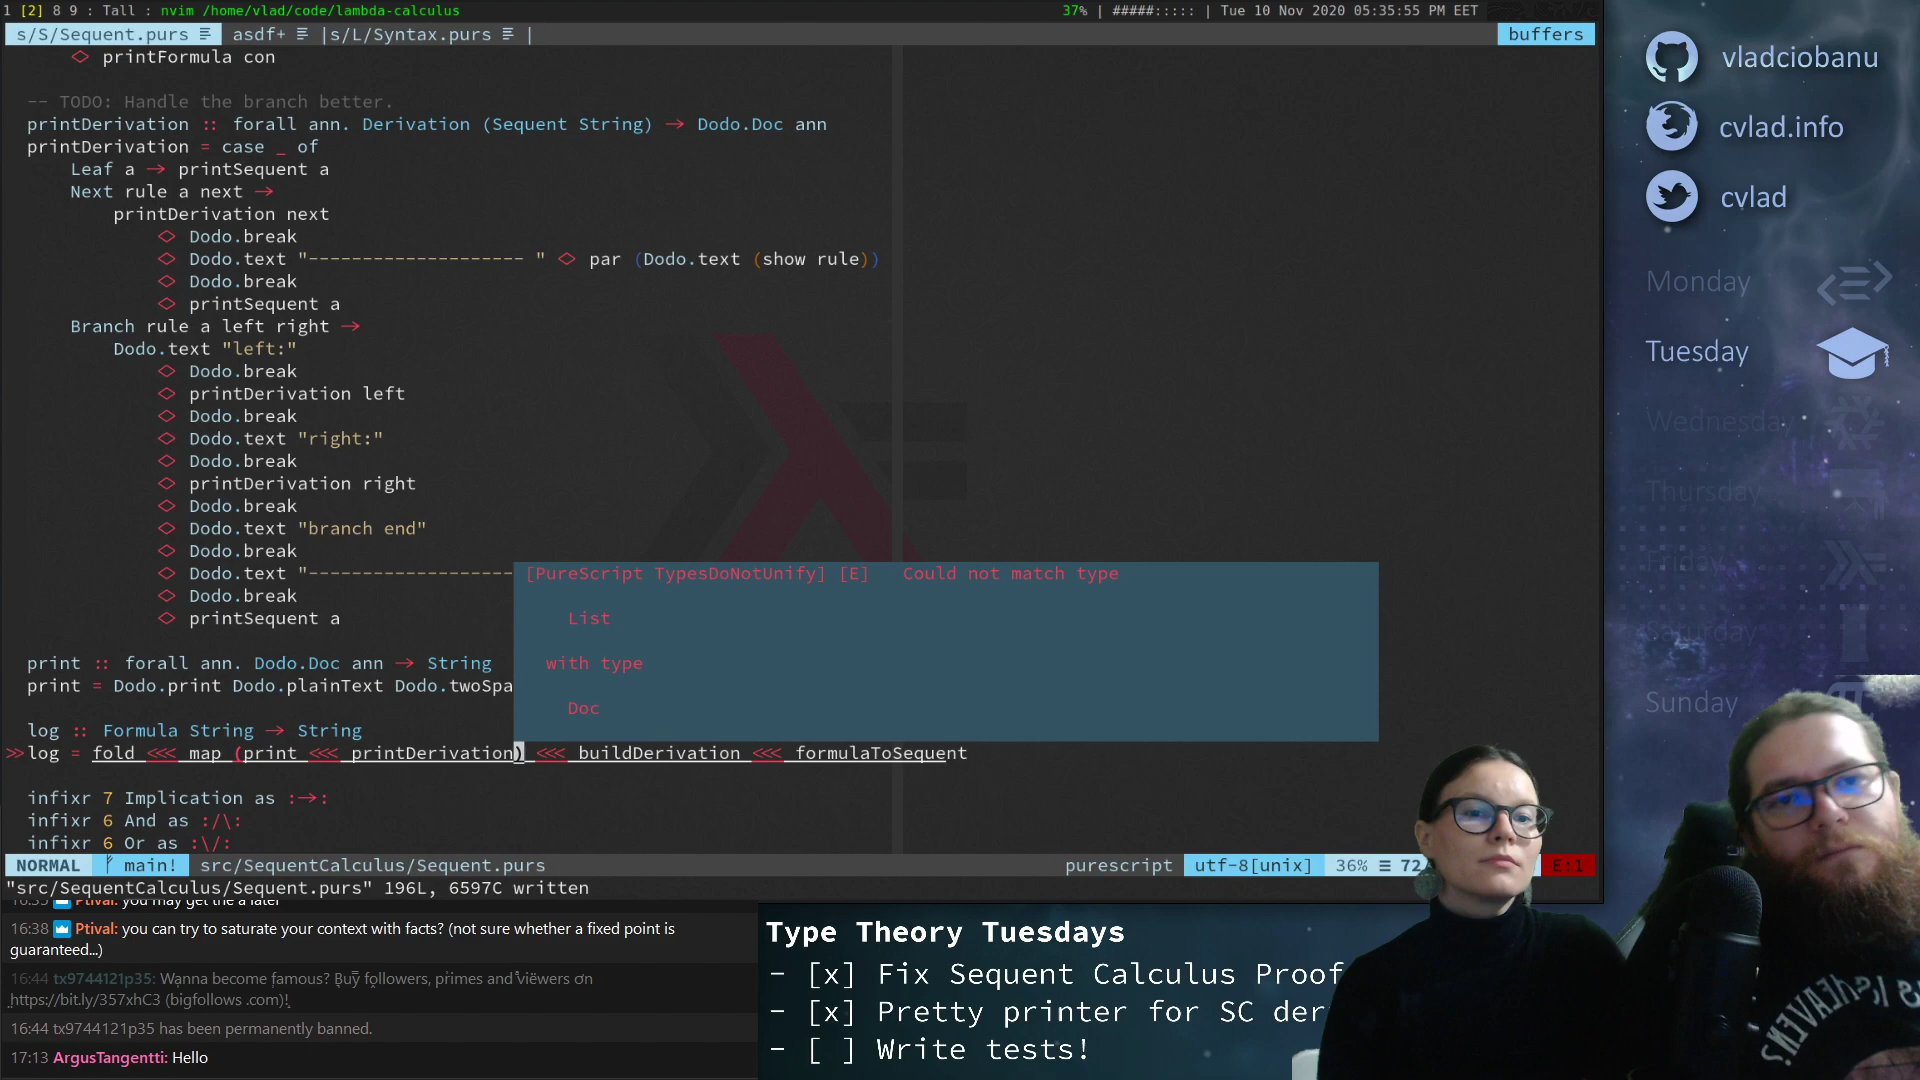 1 [2] 8 9 : Tall : nvim /home/vlad/code/lambda-calculus
37% | #####::::: | Tue 10 Nov 2020 05:35:55 PM EET
s/S/Sequent.purs asdf+ |s/L/Syntax.purs |
buffers
<> printFormula con
-- TODO: Handle the branch better.
printDerivation :: forall ann. Derivation (Sequent String) → Dodo.Doc ann
printDerivation = case _ of
Leaf a → printSequent a
Next rule a next →
printDerivation next
<> Dodo.break
<> Dodo.text "-------------------- " <> par (Dodo.text (show rule))
<> Dodo.break
<> printSequent a
Branch rule a left right →
Dodo.text "left:"
<> Dodo.break
<> printDerivation left
<> Dodo.break
<> Dodo.text "right:"
<> Dodo.break
<> printDerivation right
<> Dodo.break
<> Dodo.text "branch end"
<> Dodo.break
<> Dodo.text "-------------------
<> Dodo.break
<> printSequent a
[PureScript TypesDoNotUnify] [E] Could not match type
List
with type
Doc
print :: forall ann. Dodo.Doc ann → String
print = Dodo.print Dodo.plainText Dodo.twoSpa
log :: Formula String → String
>>log = fold <<< map (print <<< printDerivation) <<< buildDerivation <<< formulaToSequent
infixr 7 Implication as :→:
infixr 6 And as :/\:
infixr 6 Or as :\/:
NORMAL main! src/SequentCalculus/Sequent.purs
purescript utf-8[unix] 36% ≡ 72
E:1
"src/SequentCalculus/Sequent.purs" 196L, 6597C written
16:35 Ptival: you may get the a later
16:38 Ptival: you can try to saturate your context with facts? (not sure whether a fixed point is
guaranteed...)
16:44 tx9744121p35: Wanna become famous? Buy followers, primes and viewers on
https://bit.ly/357xhC3 (bigfollows .com)!
16:44 tx9744121p35 has been permanently banned.
17:13 ArgusTangentti: Hello
Type Theory Tuesdays
- [x] Fix Sequent Calculus Proof
- [x] Pretty printer for SC der
- [ ] Write tests!
vladciobanu
cvlad.info
cvlad
Monday
Tuesday
Wednesday
Thursday
Friday
Saturday
Sunday